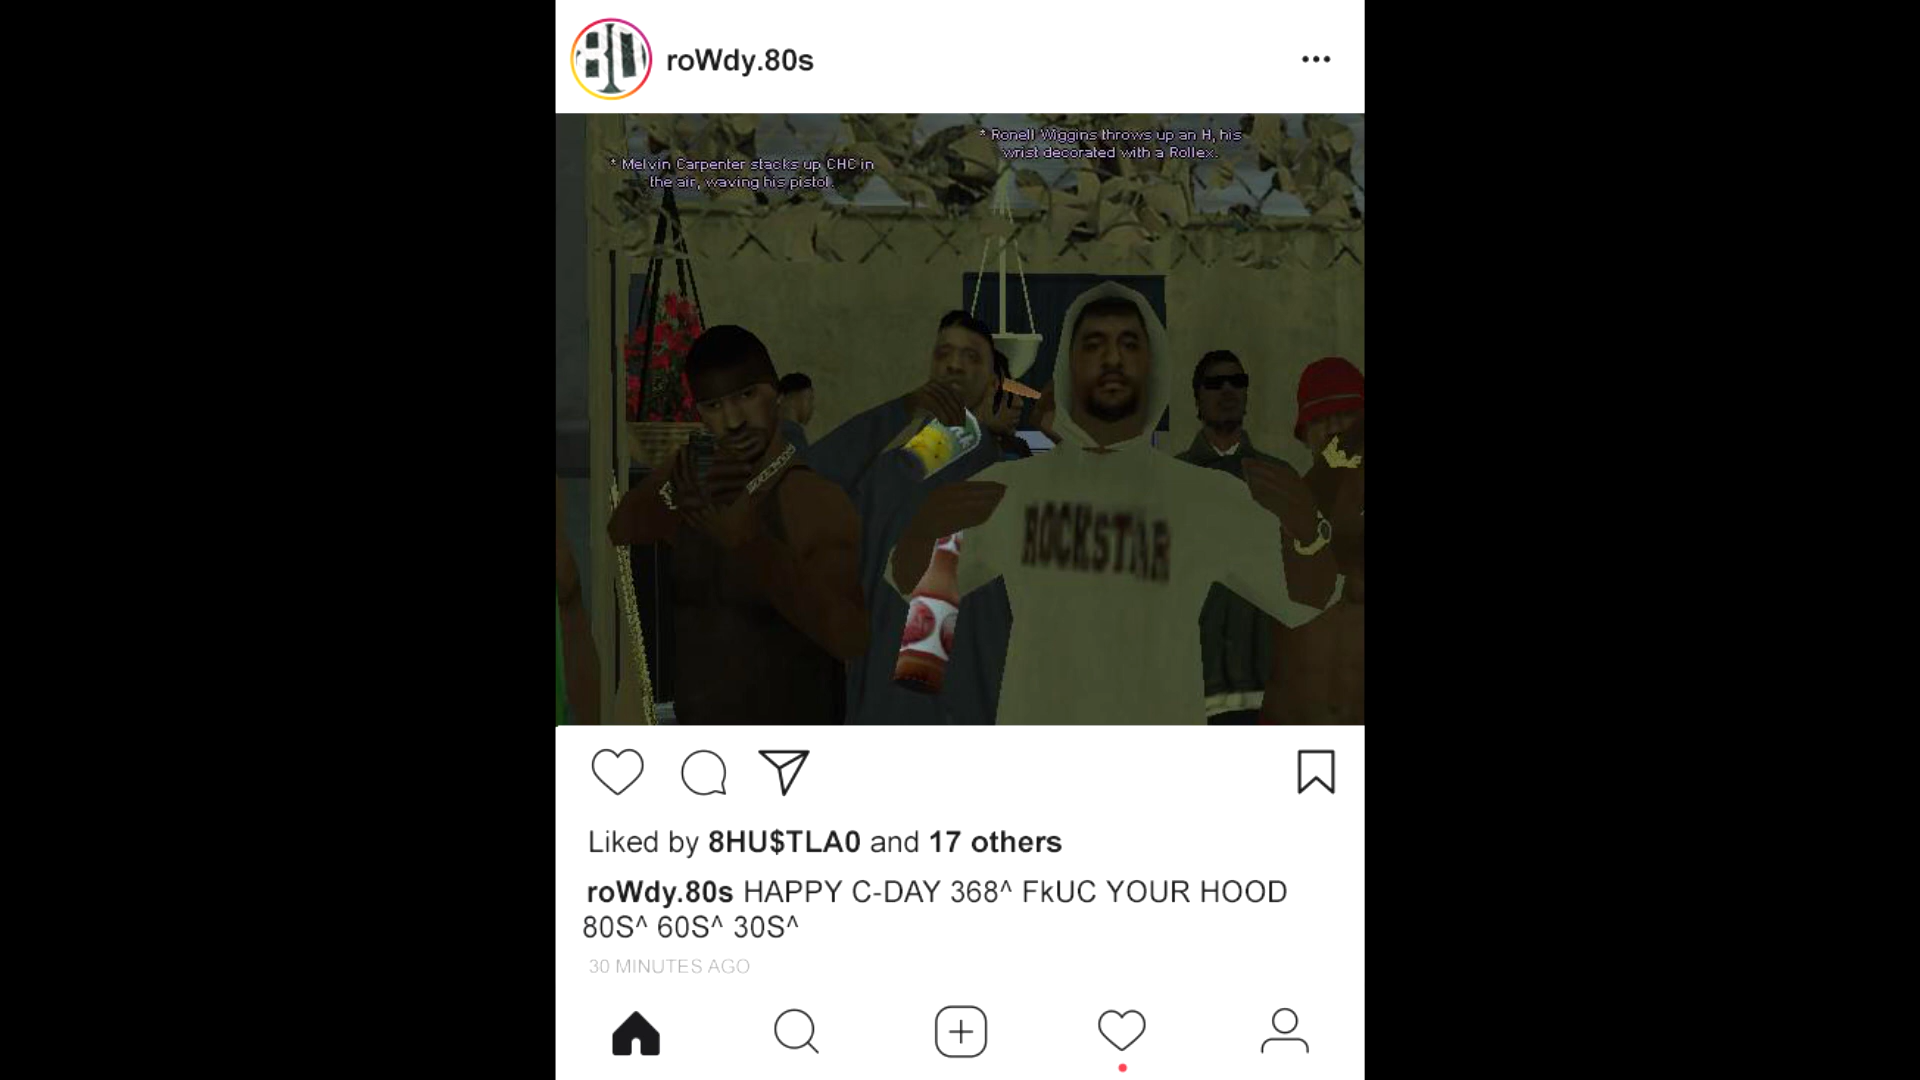 80
roWdy.80s
* Ronell Wiggins throws up an H, his
wrist decorated with a Rollex.
* Melvin Carpenter stacks up CHC in
the air, waving his pistol.
ROCKSTAR
Liked by 8HU$TLA0 and 17 others
roWdy.80s HAPPY C-DAY 368^ FkUC YOUR HOOD
80S^ 60S^ 30S^
30 MINUTES AGO